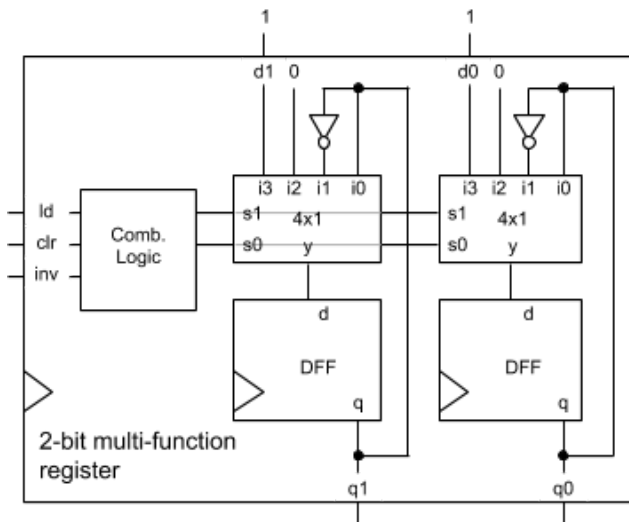 1 1
d1 0 d0 0
i3 i2 i1 i0 i3 i2 i1 i0
ld s1 4x1 s1 4x1
clr Comb. Logic s0 y s0 y
inv
d d
DFF DFF
q q
2-bit multi-function
register
q1 q0